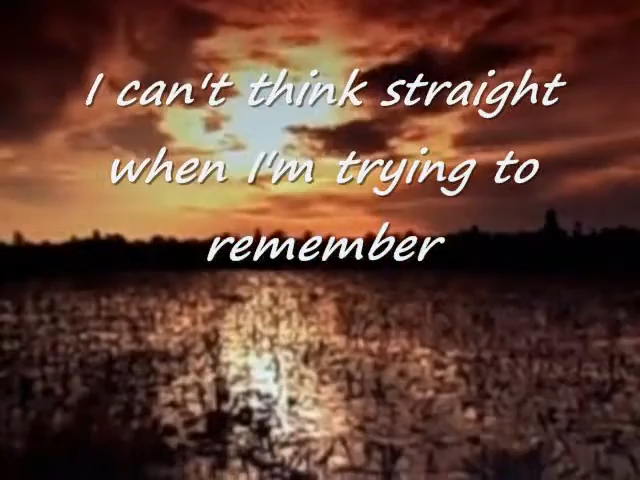 I can't think straight
when I'm trying to
remember